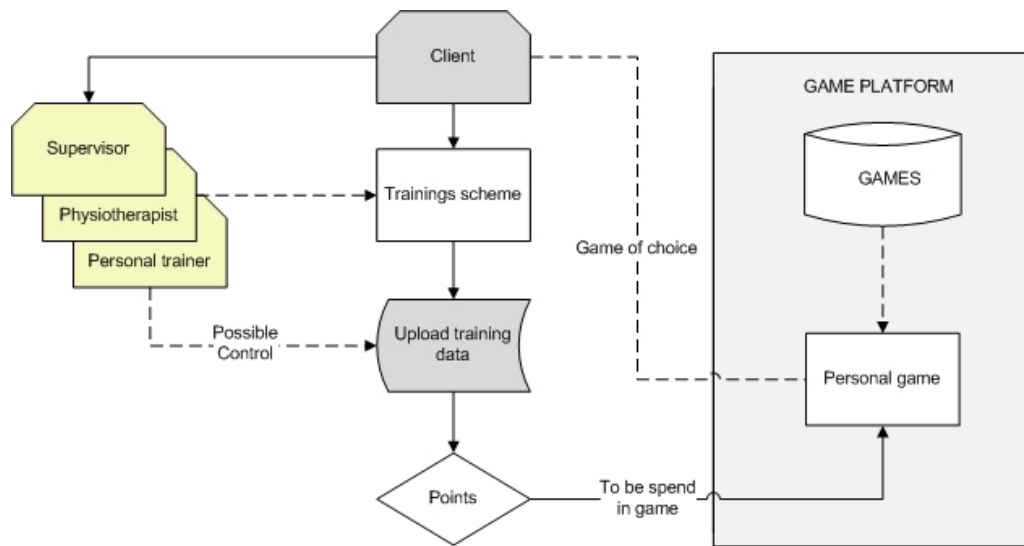 Client
GAME PLATFORM
Supervisor
GAMES
Trainings scheme
Physiotherapist
Game of choice
Personal trainer
Possible
Control
Upload training
data
Personal game
Points
To be spend
in game